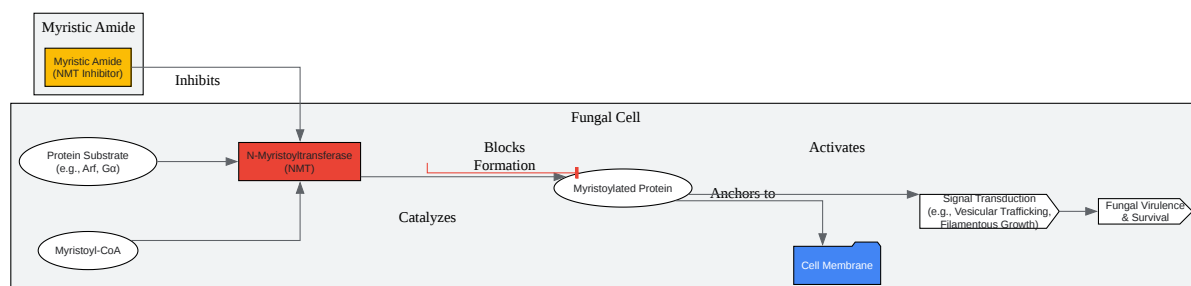 Myristic Amide
Myristic Amide
(NMT Inhibitor)
Inhibits
Fungal Cell
Protein Substrate
(e.g., Arf, Gα)
N-Myristoyltransferase
(NMT)
Blocks
Formation
Activates
Myristoylated Protein
Anchors to
Signal Transduction
(e.g., Vesicular Trafficking,
Filamentous Growth)
Fungal Virulence
& Survival
Catalyzes
Myristoyl-CoA
Cell Membrane